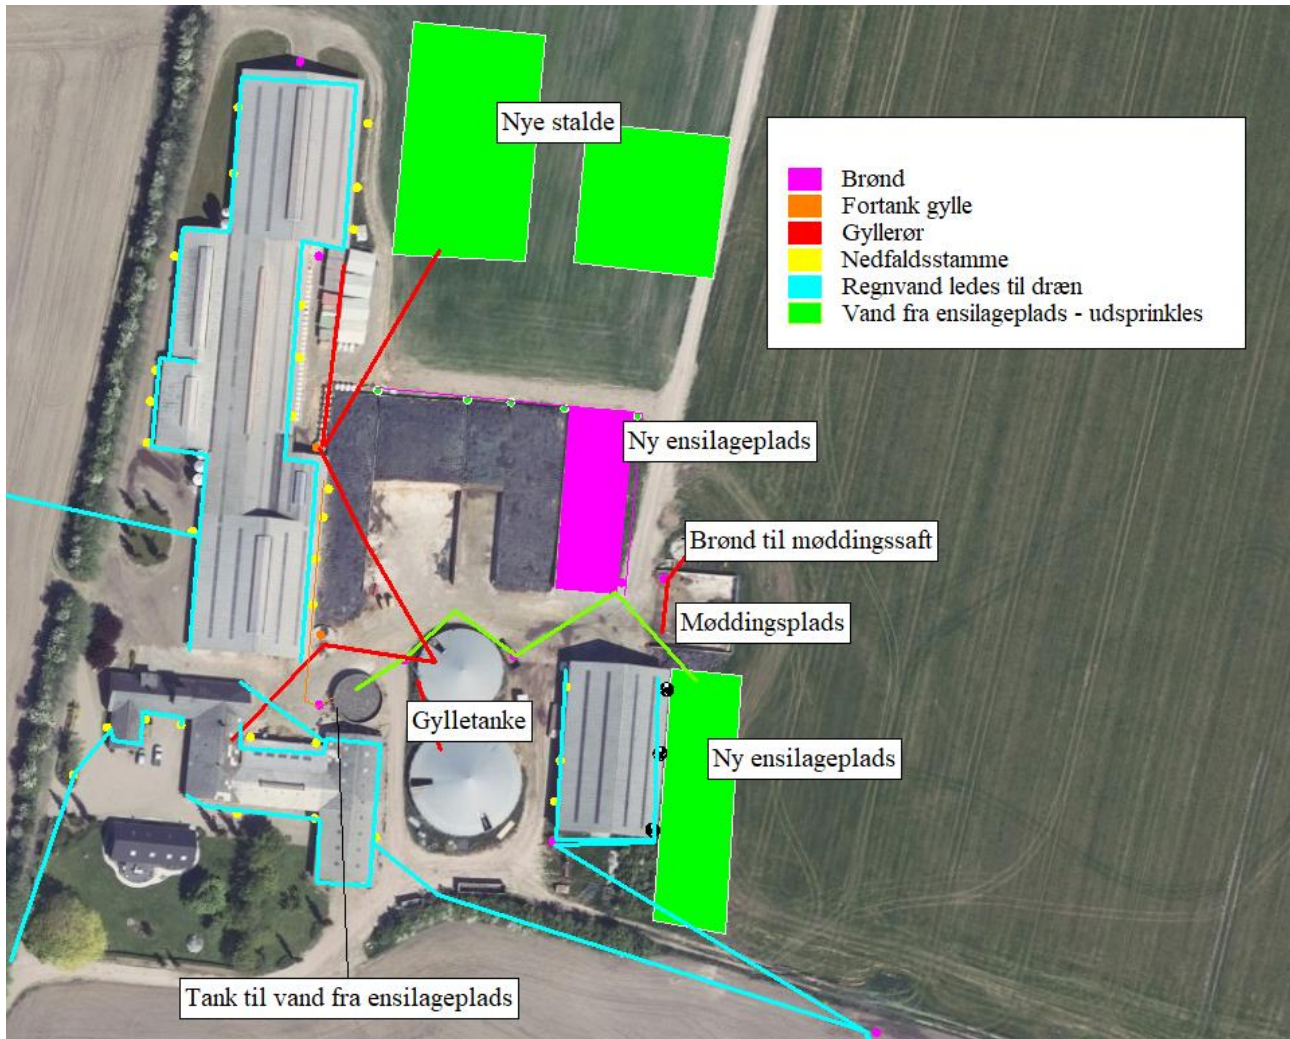 Nye stalde
Brønd
Fortank gylle
Gyllerør
Nedfaldsstamme
Regnvand ledes til dræn
Vand fra ensilageplads - udsprinkles
Ny ensilageplads
Brønd til møddingssaft
Møddingsplads
Gylletanke
Ny ensilageplads
Tank til vand fra ensilageplads